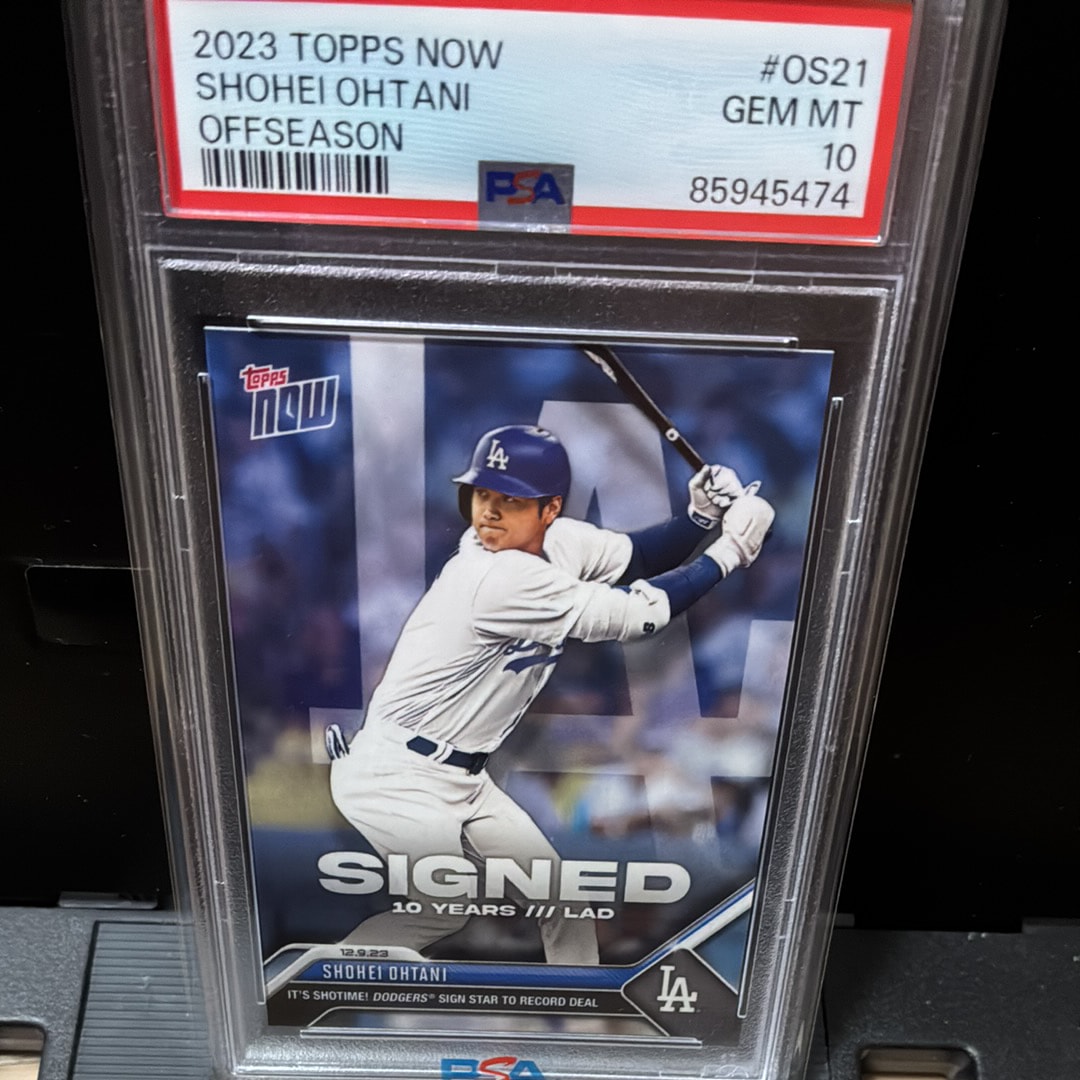 2023 TOPPS NOW #OS21
SHOHEI OHTANI GEM MT
OFFSEASON 10
85945474
PSA
topps
NOW
LA
LA
SIGNED
10 YEARS /// LAD
12.9.23
SHOHEI OHTANI
IT'S SHOTIME! DODGERS® SIGN STAR TO RECORD DEAL
LA
PSA